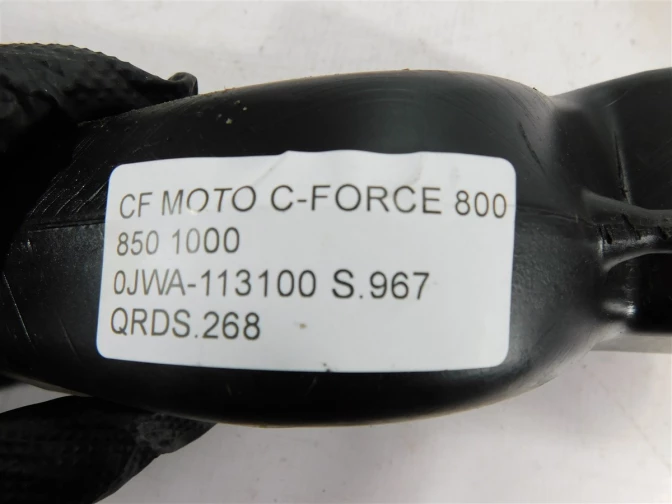 CF MOTO C-FORCE 800
850 1000
0JWA-113100 S.967
QRDS.268